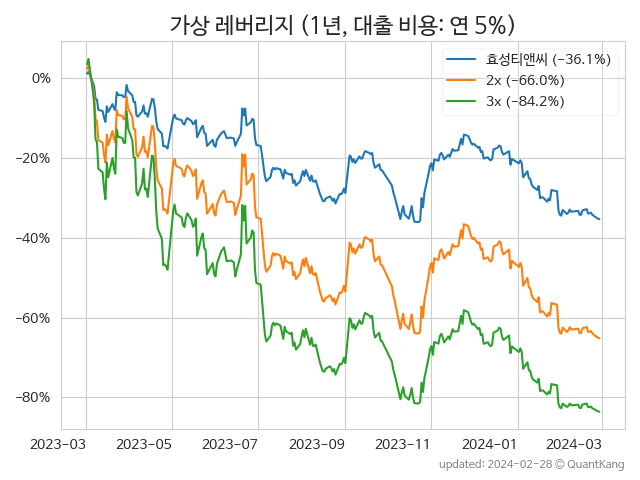 가상 레버리지 (1년, 대출 비용: 연 5%)
효성티앤씨 (−36.1%)
2x (−66.0%)
3x (−84.2%)
0%
−20%
−40%
−60%
−80%
2023-03
2023-05
2023-07
2023-09
2023-11
2024-01
2024-03
updated: 2024-02-28 © QuantKang